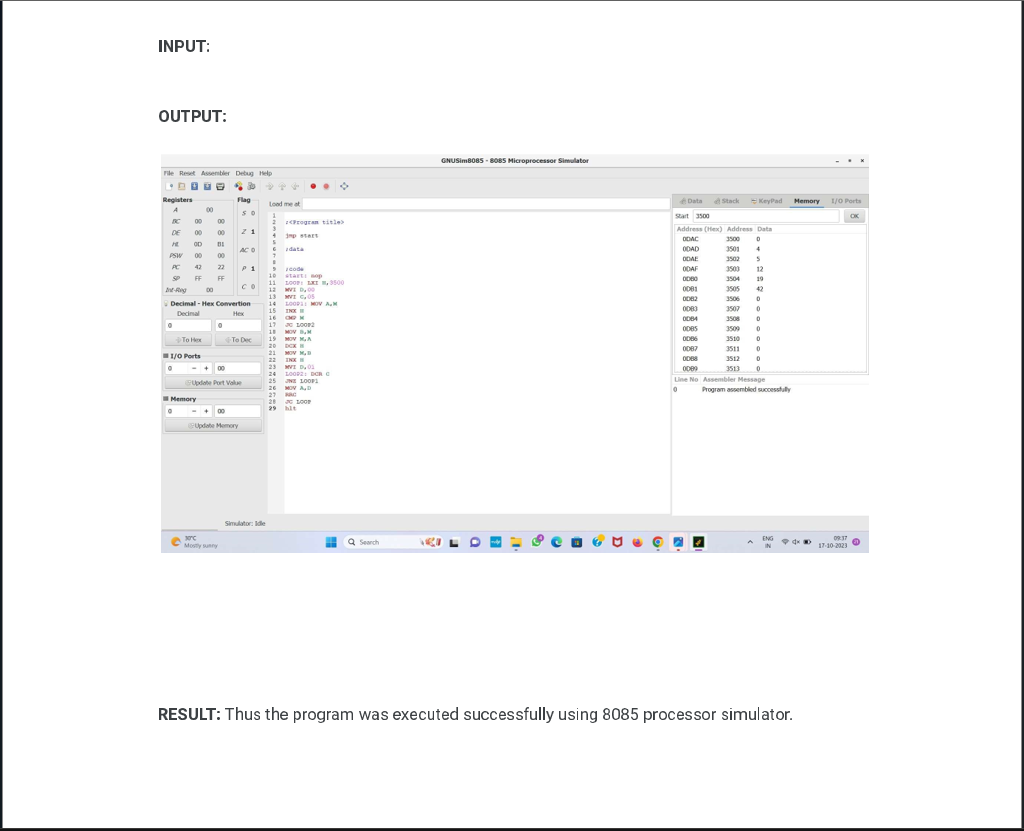 INPUT:
OUTPUT:
GNUSim8085 - 8085 Microprocessor Simulator
File Reset Assembler Debug Help
Registers
A 00
BC 00 00
DE 00 00
HL 0D B1
PSW 00 00
PC 42 22
SP FF FF
Int-Reg 00
Flag
S 0
Z 1
AC 0
P 1
C 0
Decimal - Hex Convertion
Decimal Hex
0 0
To Hex To Dec
I/O Ports
0 − + 00
Update Port Value
Memory
0 − + 00
Update Memory
Load me at
1
2 ;<Program title>
3
4 jmp start
5
6 ;data
7
8
9 ;code
10 start: nop
11 LOOP: LXI H,3500
12 MVI D,00
13 MVI C,05
14 LOOP1: MOV A,M
15 INX H
16 CMP M
17 JC LOOP2
18 MOV B,M
19 MOV M,A
20 DCX H
21 MOV M,B
22 INX H
23 MVI D,01
24 LOOP2: DCR C
25 JNZ LOOP1
26 MOV A,D
27 RRC
28 JC LOOP
29 hlt
Data Stack KeyPad Memory I/O Ports
Start 3500 OK
Address (Hex) Address Data
0DAC 3500 0
0DAD 3501 4
0DAE 3502 5
0DAF 3503 12
0DB0 3504 19
0DB1 3505 42
0DB2 3506 0
0DB3 3507 0
0DB4 3508 0
0DB5 3509 0
0DB6 3510 0
0DB7 3511 0
0DB8 3512 0
0DB9 3513 0
Line No Assembler Message
0 Program assembled successfully
Simulator: Idle
30°C
Mostly sunny
Search
ENG
IN
09:37
17-10-2023
RESULT: Thus the program was executed successfully using 8085 processor simulator.